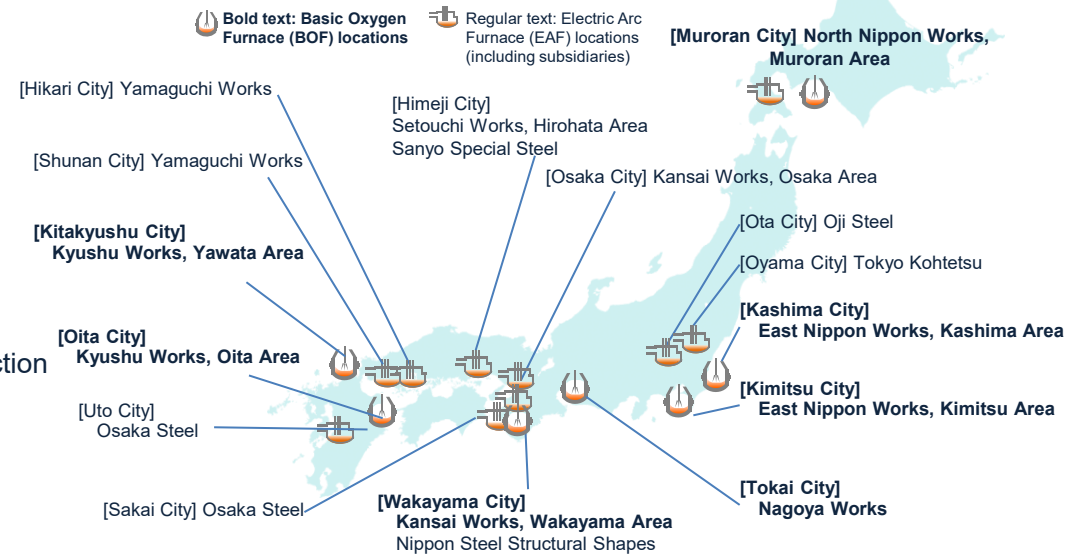 Bold text: Basic Oxygen
Furnace (BOF) locations
Regular text: Electric Arc
Furnace (EAF) locations
(including subsidiaries)
[Muroran City] North Nippon Works,
Muroran Area
[Hikari City] Yamaguchi Works
[Himeji City]
Setouchi Works, Hirohata Area
Sanyo Special Steel
[Shunan City] Yamaguchi Works
[Osaka City] Kansai Works, Osaka Area
[Kitakyushu City]
Kyushu Works, Yawata Area
[Ota City] Oji Steel
[Oyama City] Tokyo Kohtetsu
[Kashima City]
East Nippon Works, Kashima Area
[Oita City]
Kyushu Works, Oita Area
ction
[Kimitsu City]
East Nippon Works, Kimitsu Area
[Uto City]
Osaka Steel
[Tokai City]
Nagoya Works
[Sakai City] Osaka Steel
[Wakayama City]
Kansai Works, Wakayama Area
Nippon Steel Structural Shapes